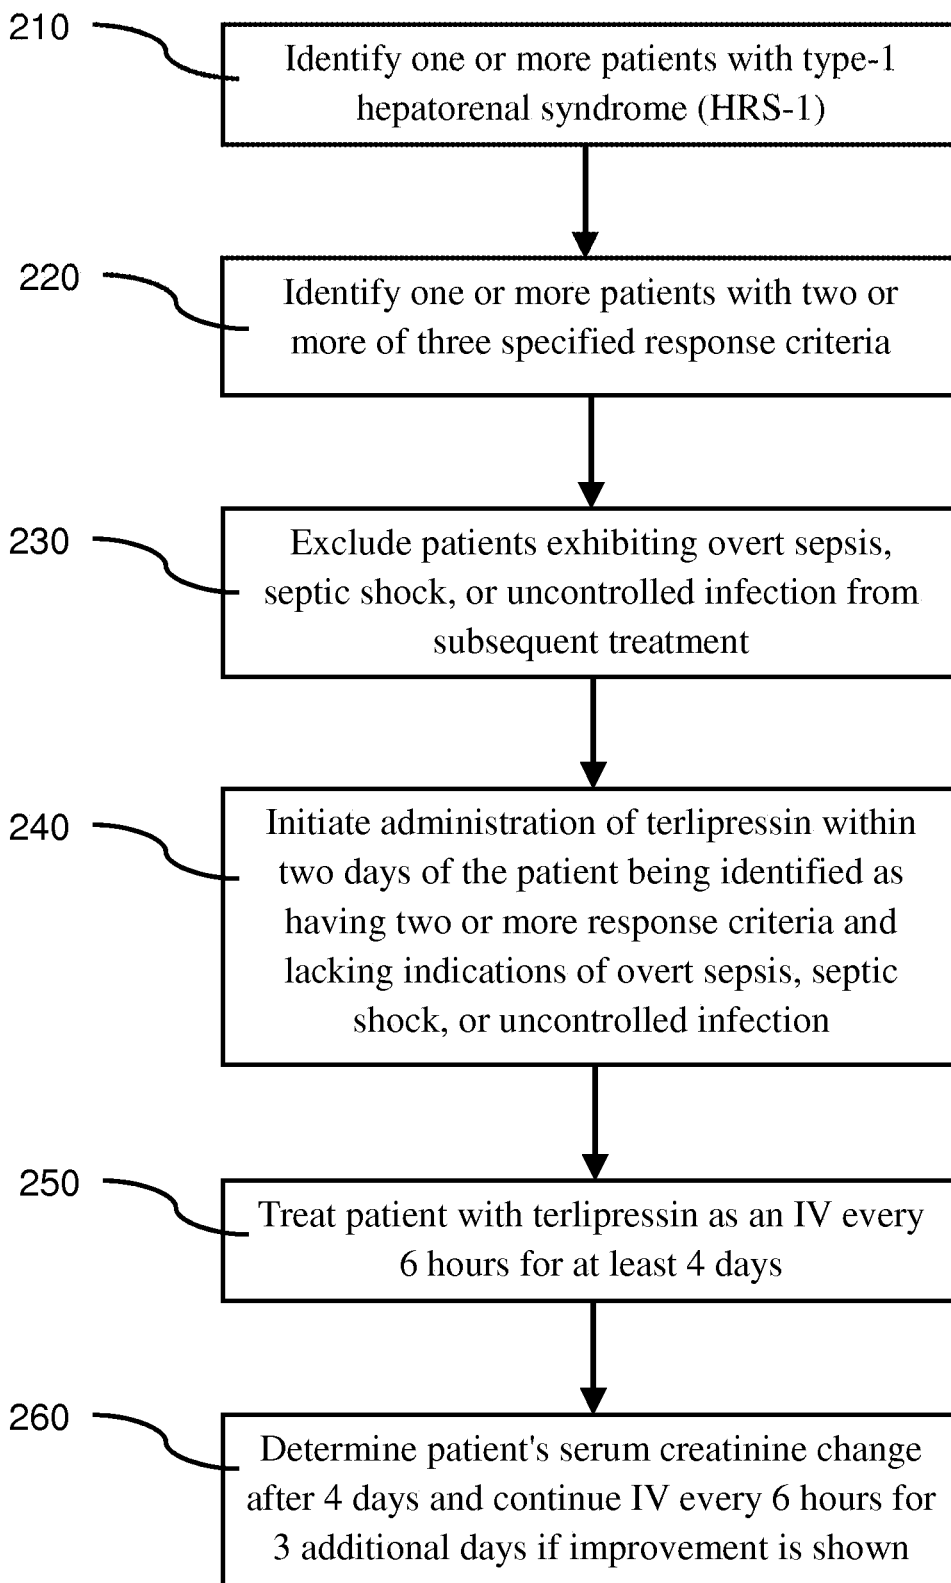 210
Identify one or more patients with type-1
hepatorenal syndrome (HRS-1)
220
Identify one or more patients with two or
more of three specified response criteria
230
Exclude patients exhibiting overt sepsis,
septic shock, or uncontrolled infection from
subsequent treatment
240
Initiate administration of terlipressin within
two days of the patient being identified as
having two or more response criteria and
lacking indications of overt sepsis, septic
shock, or uncontrolled infection
250
Treat patient with terlipressin as an IV every
6 hours for at least 4 days
260
Determine patient's serum creatinine change
after 4 days and continue IV every 6 hours for
3 additional days if improvement is shown